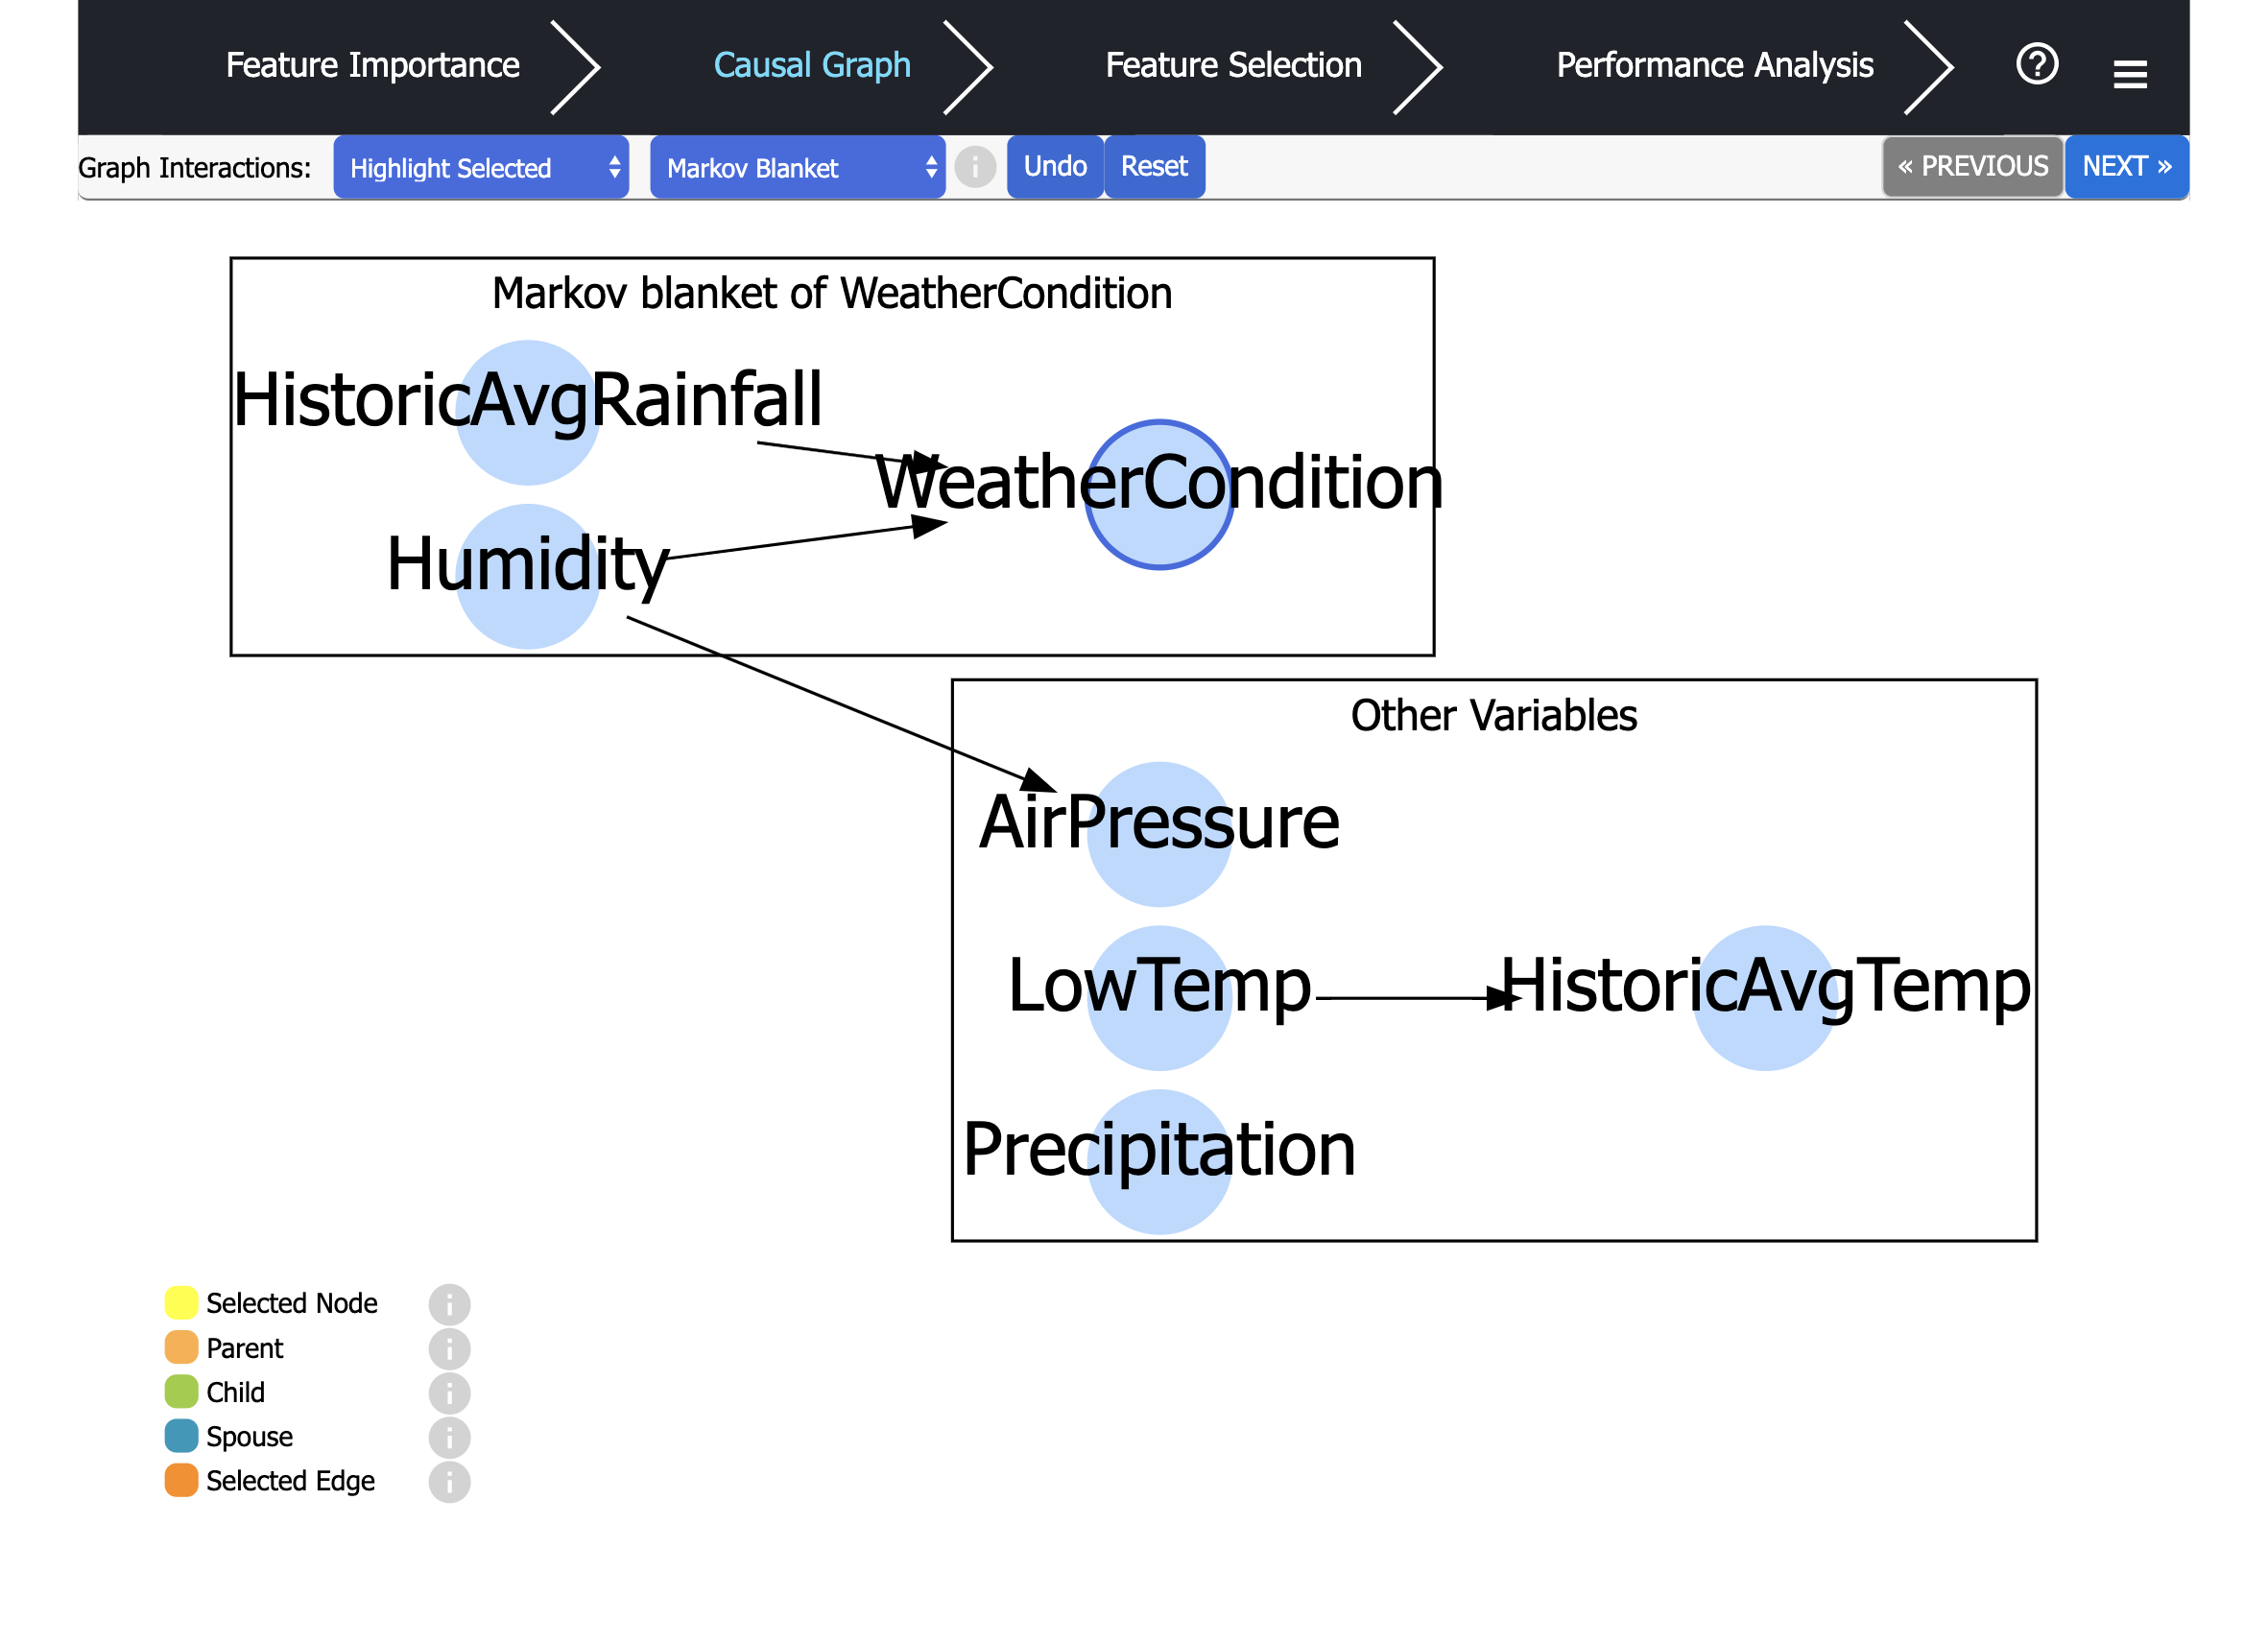 Feature Importance
Causal Graph
Feature Selection
Performance Analysis
?
Graph Interactions:
Highlight Selected
Markov Blanket
i
Undo
Reset
« PREVIOUS
NEXT »
Markov blanket of WeatherCondition
HistoricAvgRainfall
WeatherCondition
Humidity
Other Variables
AirPressure
LowTemp
HistoricAvgTemp
Precipitation
Selected Node i
Parent i
Child i
Spouse i
Selected Edge i